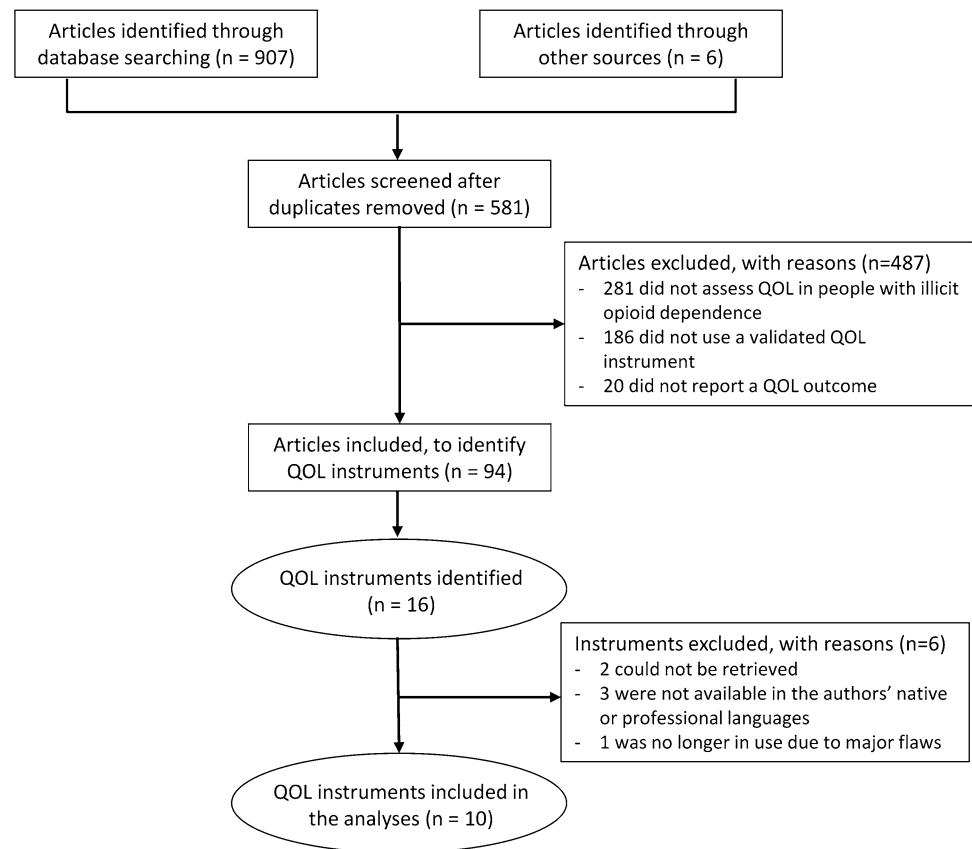 Articles identified through
database searching (n = 907)
Articles identified through
other sources (n = 6)
Articles screened after
duplicates removed (n = 581)
Articles excluded, with reasons (n=487)
- 281 did not assess QOL in people with illicit
opioid dependence
- 186 did not use a validated QOL
instrument
- 20 did not report a QOL outcome
Articles included, to identify
QOL instruments (n = 94)
QOL instruments identified
(n = 16)
Instruments excluded, with reasons (n=6)
- 2 could not be retrieved
- 3 were not available in the authors’ native
or professional languages
- 1 was no longer in use due to major flaws
QOL instruments included in
the analyses (n = 10)